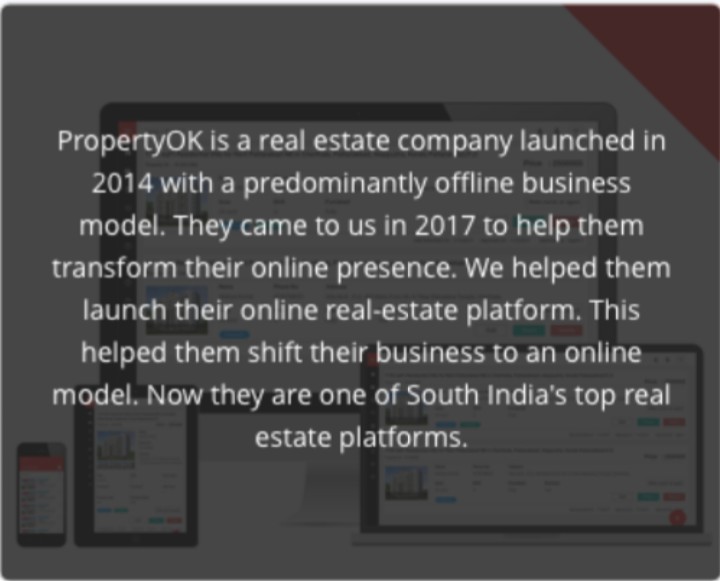 PropertyOK is a real estate company launched in
2014 with a predominantly offline business
model. They came to us in 2017 to help them
transform their online presence. We helped them
launch their online real-estate platform. This
helped them shift their business to an online
model. Now they are one of South India's top real
estate platforms.